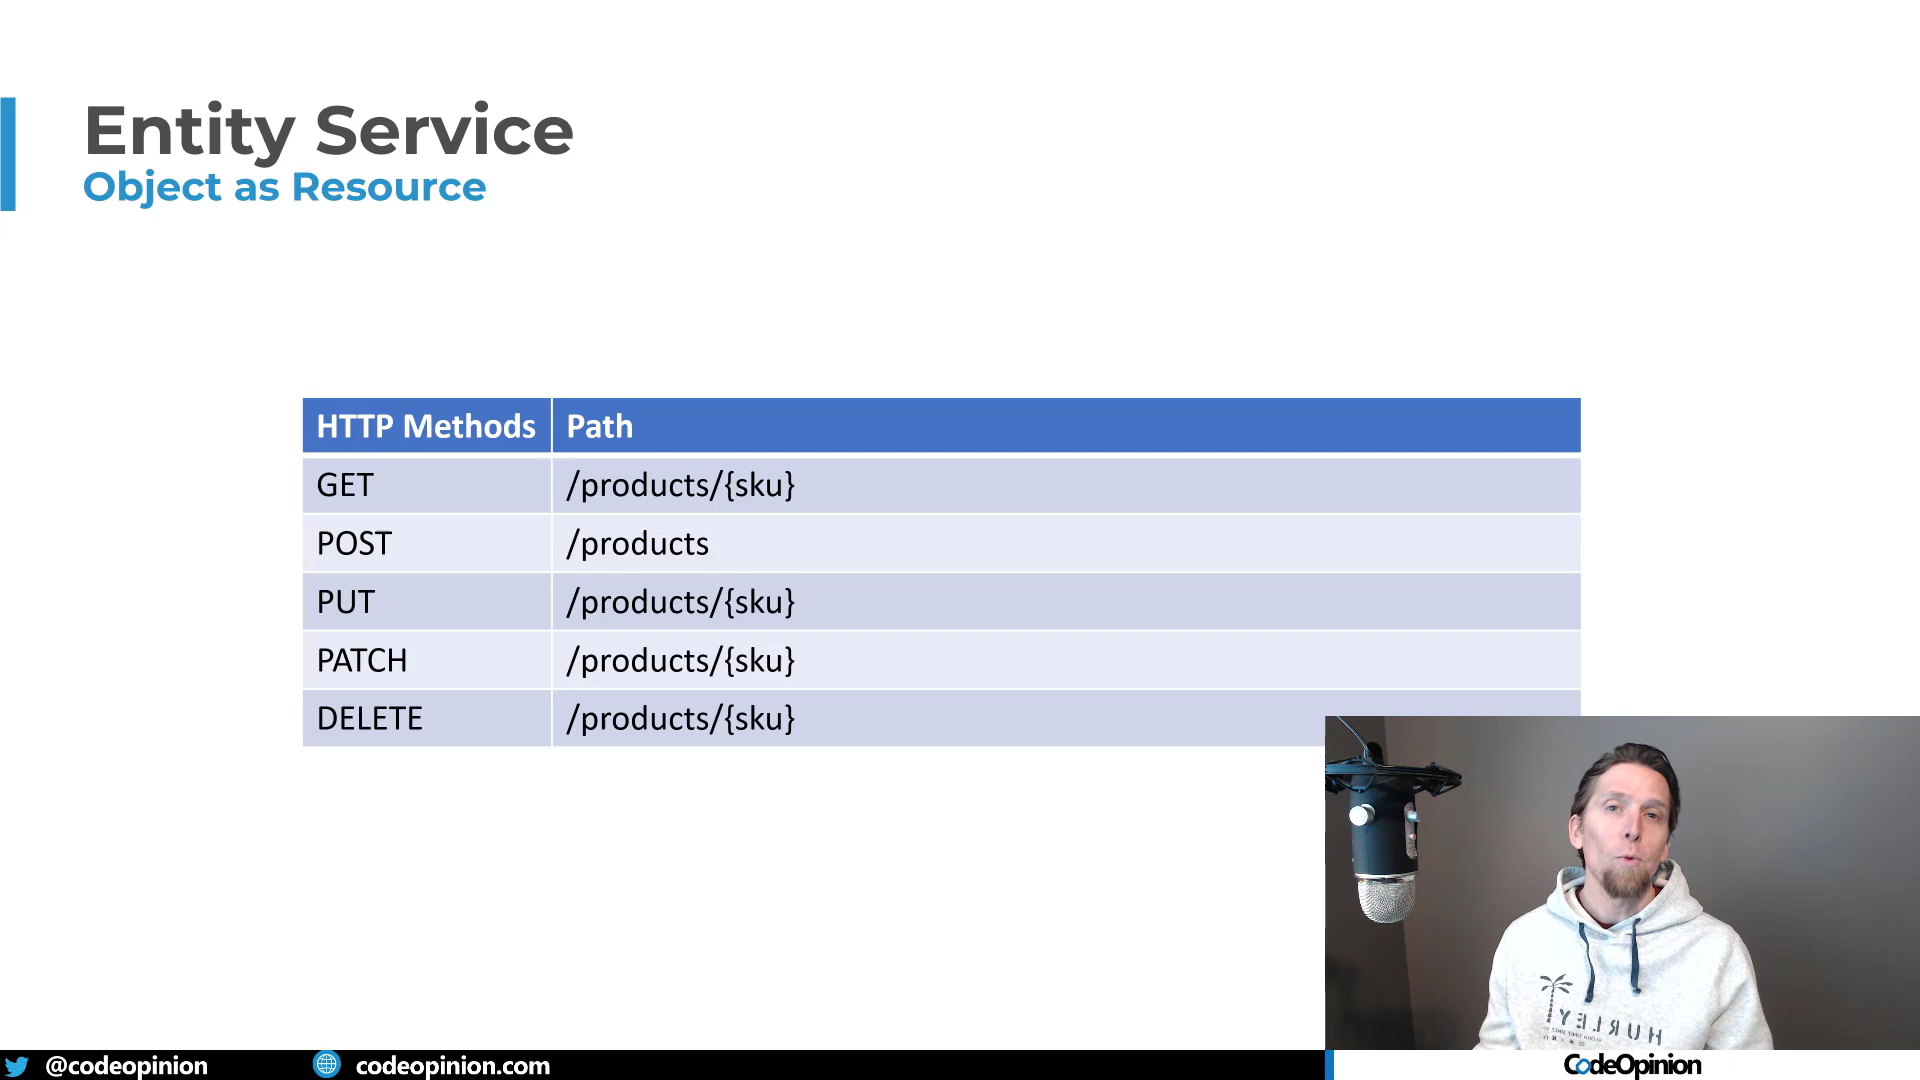 Entity Service
Object as Resource
HTTP Methods Path
GET /products/{sku}
POST /products
PUT /products/{sku}
PATCH /products/{sku}
DELETE /products/{sku}
HURLEY
@codeopinion
codeopinion.com
CodeOpinion